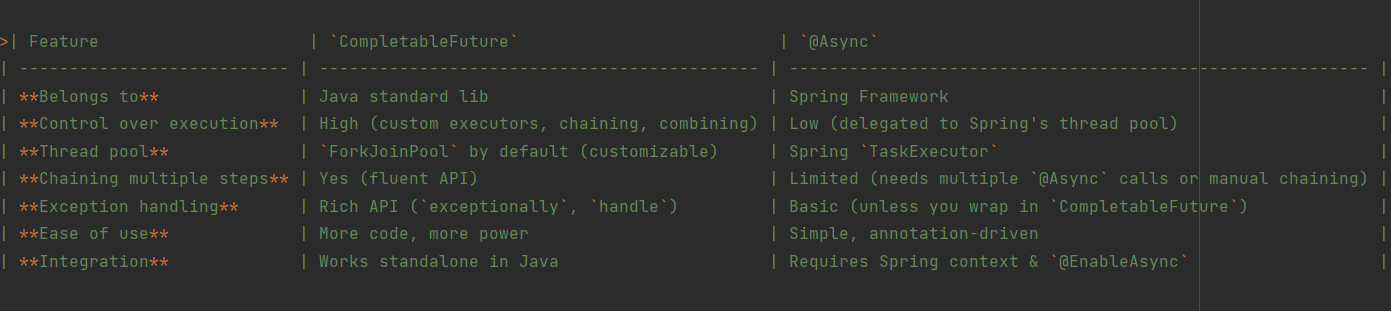 >| Feature                     | `CompletableFuture`                          | `@Async`
| --------------------------- | -------------------------------------------- | ---------------------------------------------------------- |
| **Belongs to**              | Java standard lib                            | Spring Framework                                           |
| **Control over execution**  | High (custom executors, chaining, combining) | Low (delegated to Spring's thread pool)                    |
| **Thread pool**             | `ForkJoinPool` by default (customizable)     | Spring `TaskExecutor`                                      |
| **Chaining multiple steps** | Yes (fluent API)                             | Limited (needs multiple `@Async` calls or manual chaining) |
| **Exception handling**      | Rich API (`exceptionally`, `handle`)         | Basic (unless you wrap in `CompletableFuture`)             |
| **Ease of use**             | More code, more power                        | Simple, annotation-driven                                  |
| **Integration**             | Works standalone in Java                     | Requires Spring context & `@EnableAsync`                   |